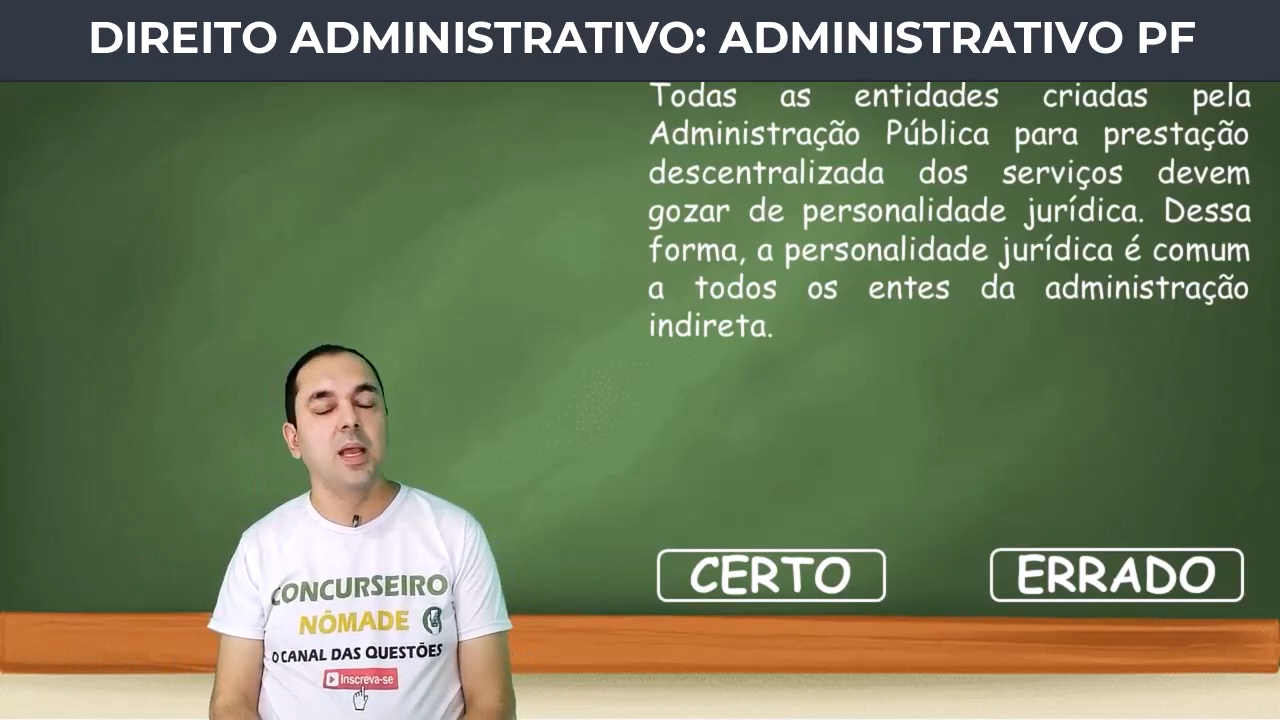 DIREITO ADMINISTRATIVO: ADMINISTRATIVO PF
Todas as entidades criadas pela
Administração Pública para prestação
descentralizada dos serviços devem
gozar de personalidade jurídica. Dessa
forma, a personalidade jurídica é comum
a todos os entes da administração
indireta.
CERTO ERRADO
CONCURSEIRO
NÔMADE
O CANAL DAS QUESTÕES
Inscreva-se